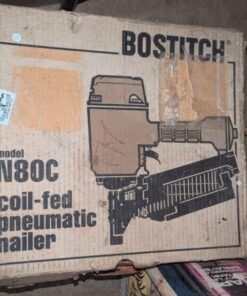 BOSTITCH
model
N80C
coil-fed
pneumatic
nailer